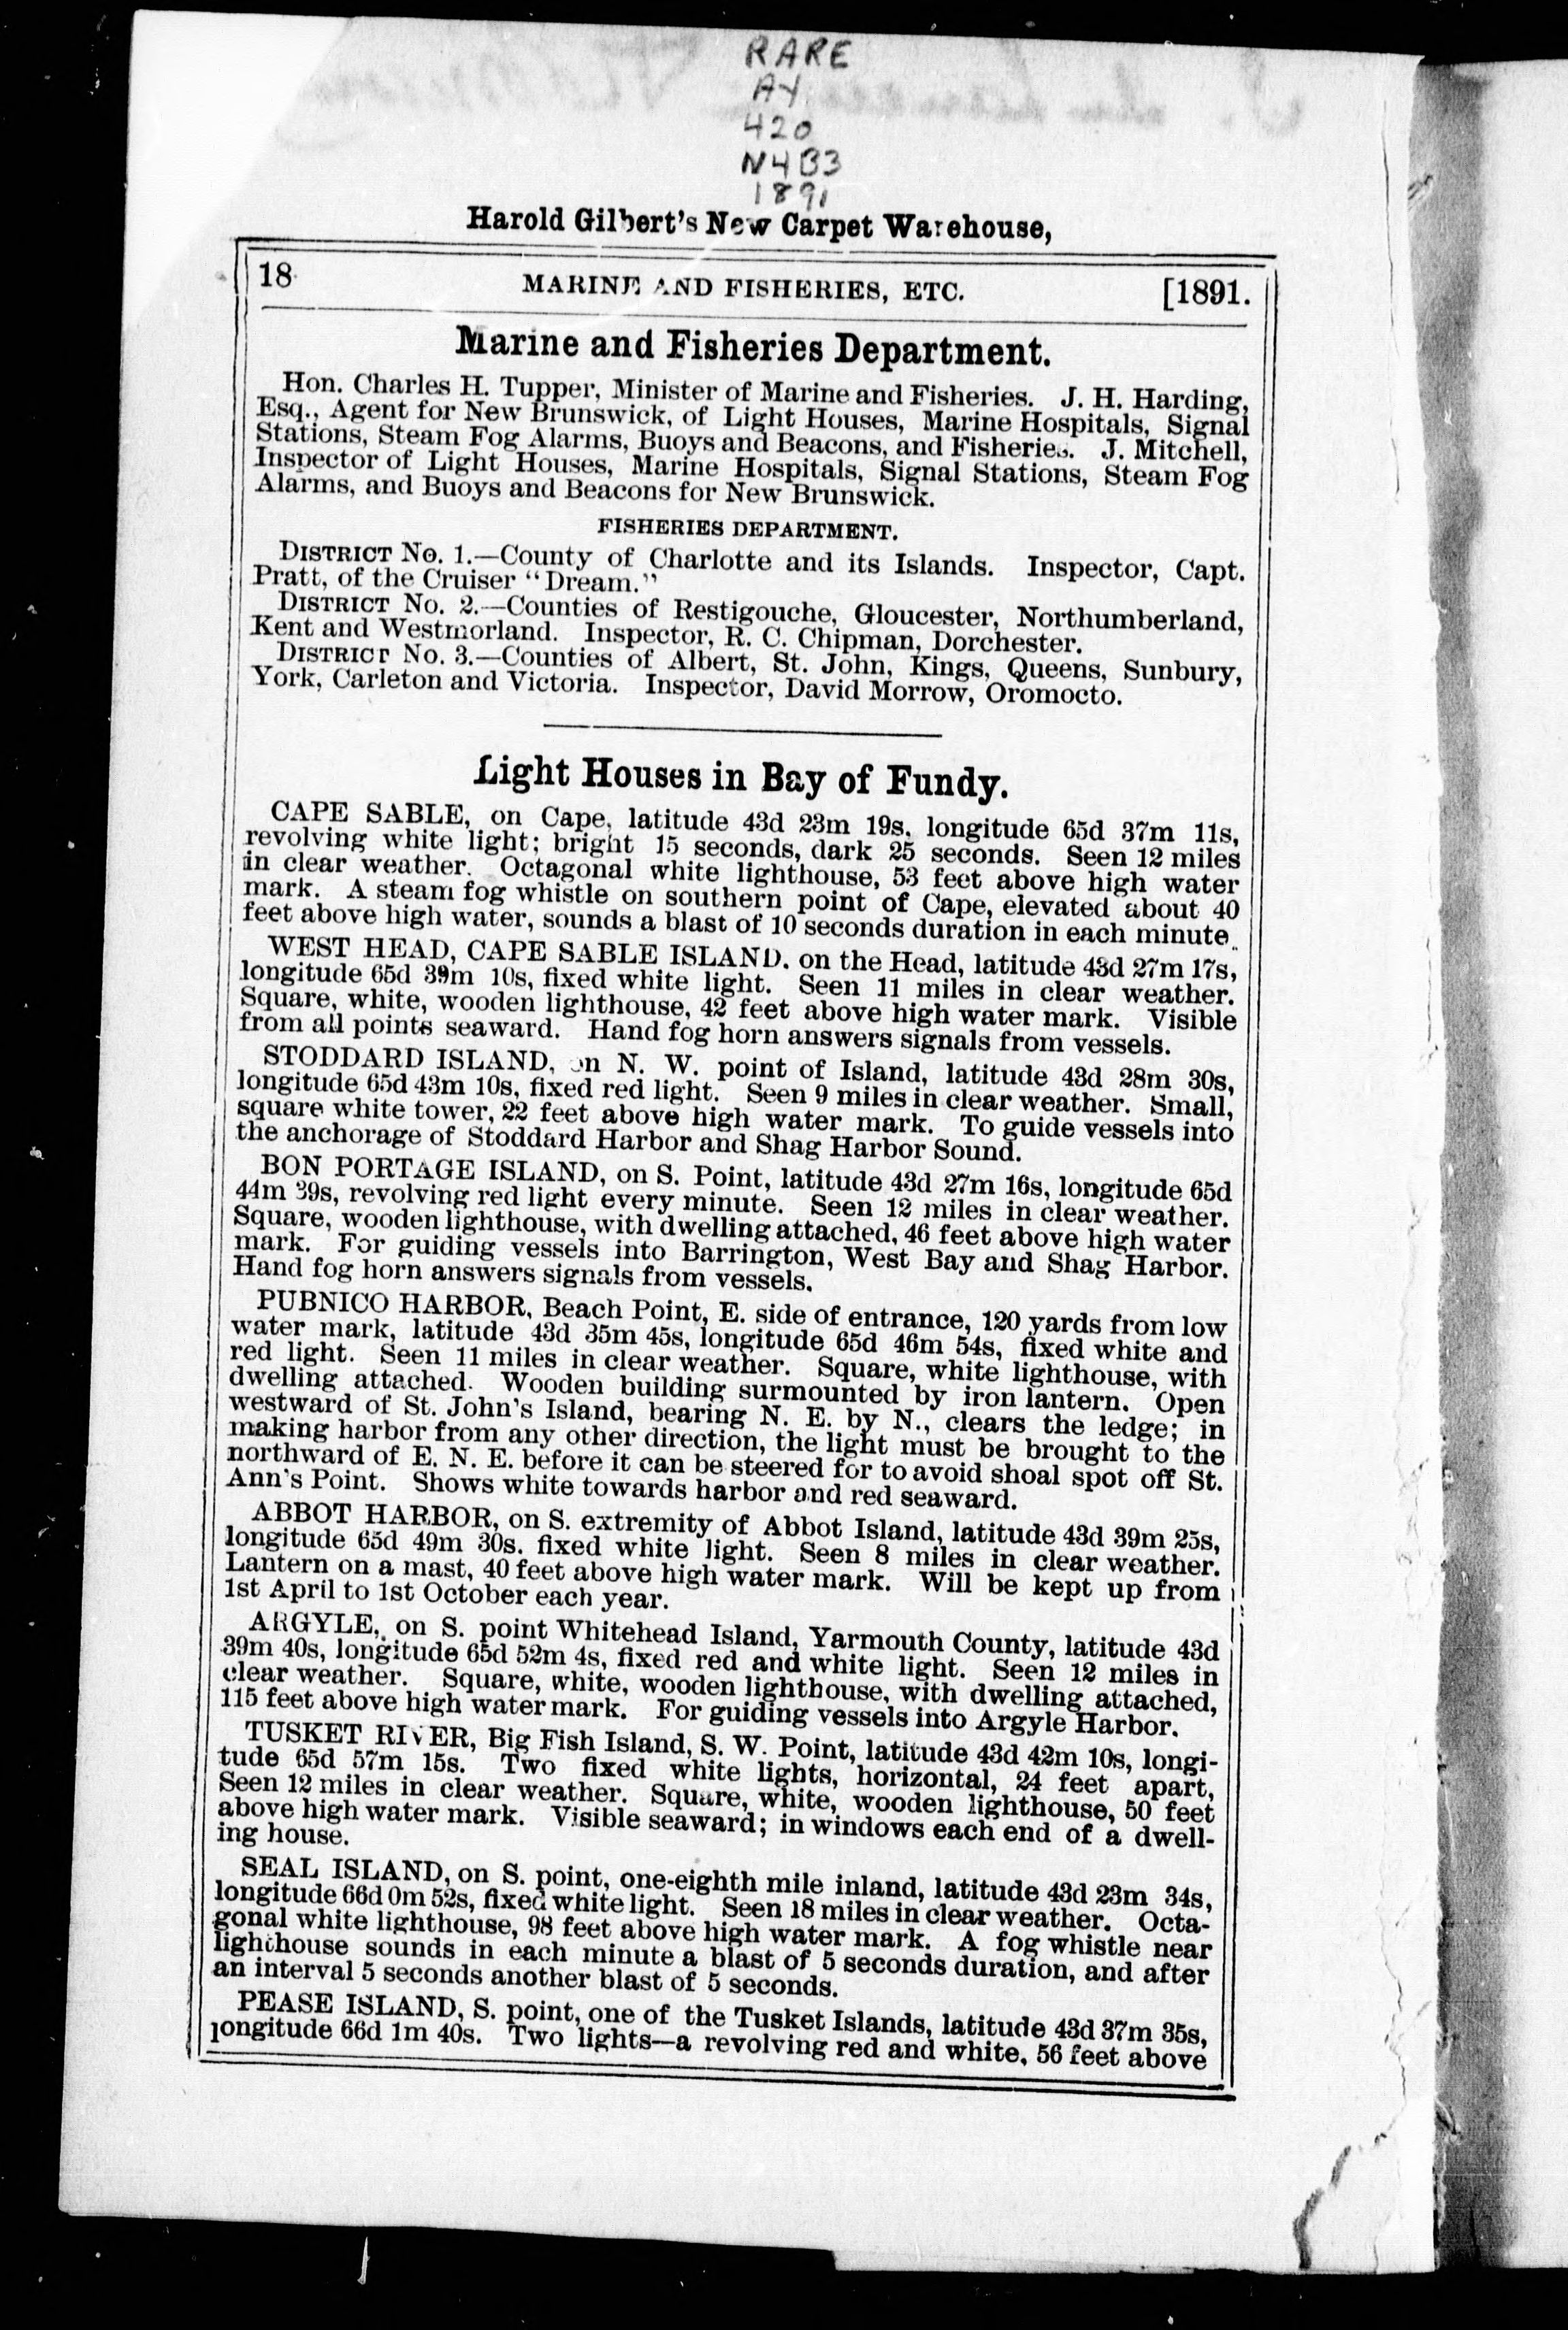 RARE
AY
420
N4B3
1891
Harold Gilbert's New Carpet Warehouse,
18 MARINE AND FISHERIES, ETC. [1891.
Marine and Fisheries Department.
Hon. Charles H. Tupper, Minister of Marine and Fisheries. J. H. Harding,
Esq., Agent for New Brunswick, of Light Houses, Marine Hospitals, Signal
Stations, Steam Fog Alarms, Buoys and Beacons, and Fisheries. J. Mitchell,
Inspector of Light Houses, Marine Hospitals, Signal Stations, Steam Fog
Alarms, and Buoys and Beacons for New Brunswick.
FISHERIES DEPARTMENT.
DISTRICT No. 1.—County of Charlotte and its Islands. Inspector, Capt.
Pratt, of the Cruiser "Dream."
DISTRICT No. 2.—Counties of Restigouche, Gloucester, Northumberland,
Kent and Westmorland. Inspector, R. C. Chipman, Dorchester.
DISTRICT No. 3.—Counties of Albert, St. John, Kings, Queens, Sunbury,
York, Carleton and Victoria. Inspector, David Morrow, Oromocto.
Light Houses in Bay of Fundy.
CAPE SABLE, on Cape, latitude 43d 23m 19s, longitude 65d 37m 11s,
revolving white light; bright 15 seconds, dark 25 seconds. Seen 12 miles
in clear weather. Octagonal white lighthouse, 53 feet above high water
mark. A steam fog whistle on southern point of Cape, elevated about 40
feet above high water, sounds a blast of 10 seconds duration in each minute.
WEST HEAD, CAPE SABLE ISLAND. on the Head, latitude 43d 27m 17s,
longitude 65d 39m 10s, fixed white light. Seen 11 miles in clear weather.
Square, white, wooden lighthouse, 42 feet above high water mark. Visible
from all points seaward. Hand fog horn answers signals from vessels.
STODDARD ISLAND, on N. W. point of Island, latitude 43d 28m 30s,
longitude 65d 43m 10s, fixed red light. Seen 9 miles in clear weather. Small,
square white tower, 22 feet above high water mark. To guide vessels into
the anchorage of Stoddard Harbor and Shag Harbor Sound.
BON PORTAGE ISLAND, on S. Point, latitude 43d 27m 16s, longitude 65d
44m 39s, revolving red light every minute. Seen 12 miles in clear weather.
Square, wooden lighthouse, with dwelling attached, 46 feet above high water
mark. For guiding vessels into Barrington, West Bay and Shag Harbor.
Hand fog horn answers signals from vessels.
PUBNICO HARBOR, Beach Point, E. side of entrance, 120 yards from low
water mark, latitude 43d 35m 45s, longitude 65d 46m 54s, fixed white and
red light. Seen 11 miles in clear weather. Square, white lighthouse, with
dwelling attached. Wooden building surmounted by iron lantern. Open
westward of St. John's Island, bearing N. E. by N., clears the ledge; in
making harbor from any other direction, the light must be brought to the
northward of E. N. E. before it can be steered for to avoid shoal spot off St.
Ann's Point. Shows white towards harbor and red seaward.
ABBOT HARBOR, on S. extremity of Abbot Island, latitude 43d 39m 25s,
longitude 65d 49m 30s. fixed white light. Seen 8 miles in clear weather.
Lantern on a mast, 40 feet above high water mark. Will be kept up from
1st April to 1st October each year.
ARGYLE, on S. point Whitehead Island, Yarmouth County, latitude 43d
39m 40s, longitude 65d 52m 4s, fixed red and white light. Seen 12 miles in
clear weather. Square, white, wooden lighthouse, with dwelling attached,
115 feet above high water mark. For guiding vessels into Argyle Harbor.
TUSKET RIVER, Big Fish Island, S. W. Point, latitude 43d 42m 10s, longi-
tude 65d 57m 15s. Two fixed white lights, horizontal, 24 feet apart,
Seen 12 miles in clear weather. Square, white, wooden lighthouse, 50 feet
above high water mark. Visible seaward; in windows each end of a dwell-
ing house.
SEAL ISLAND, on S. point, one-eighth mile inland, latitude 43d 23m 34s,
longitude 66d 0m 52s, fixed white light. Seen 18 miles in clear weather. Octa-
gonal white lighthouse, 98 feet above high water mark. A fog whistle near
lighthouse sounds in each minute a blast of 5 seconds duration, and after
an interval 5 seconds another blast of 5 seconds.
PEASE ISLAND, S. point, one of the Tusket Islands, latitude 43d 37m 35s,
longitude 66d 1m 40s. Two lights—a revolving red and white, 56 feet above